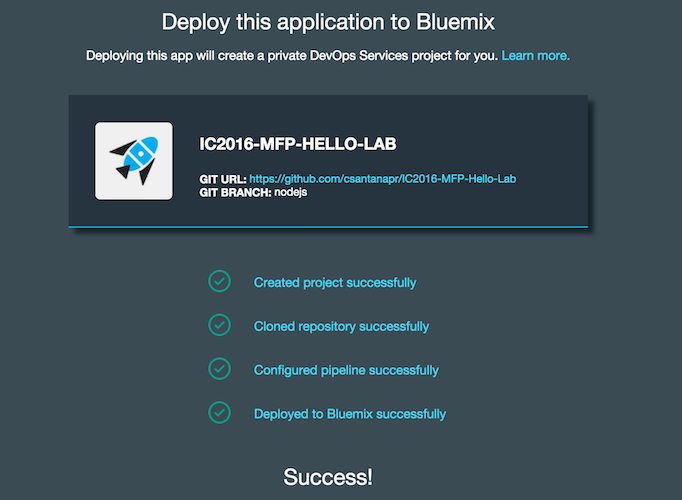 Deploy this application to Bluemix
Deploying this app will create a private DevOps Services project for you. Learn more.
IC2016-MFP-HELLO-LAB
GIT URL: https://github.com/csantanapr/IC2016-MFP-Hello-Lab
GIT BRANCH: nodejs
Created project successfully
Cloned repository successfully
Configured pipeline successfully
Deployed to Bluemix successfully
Success!